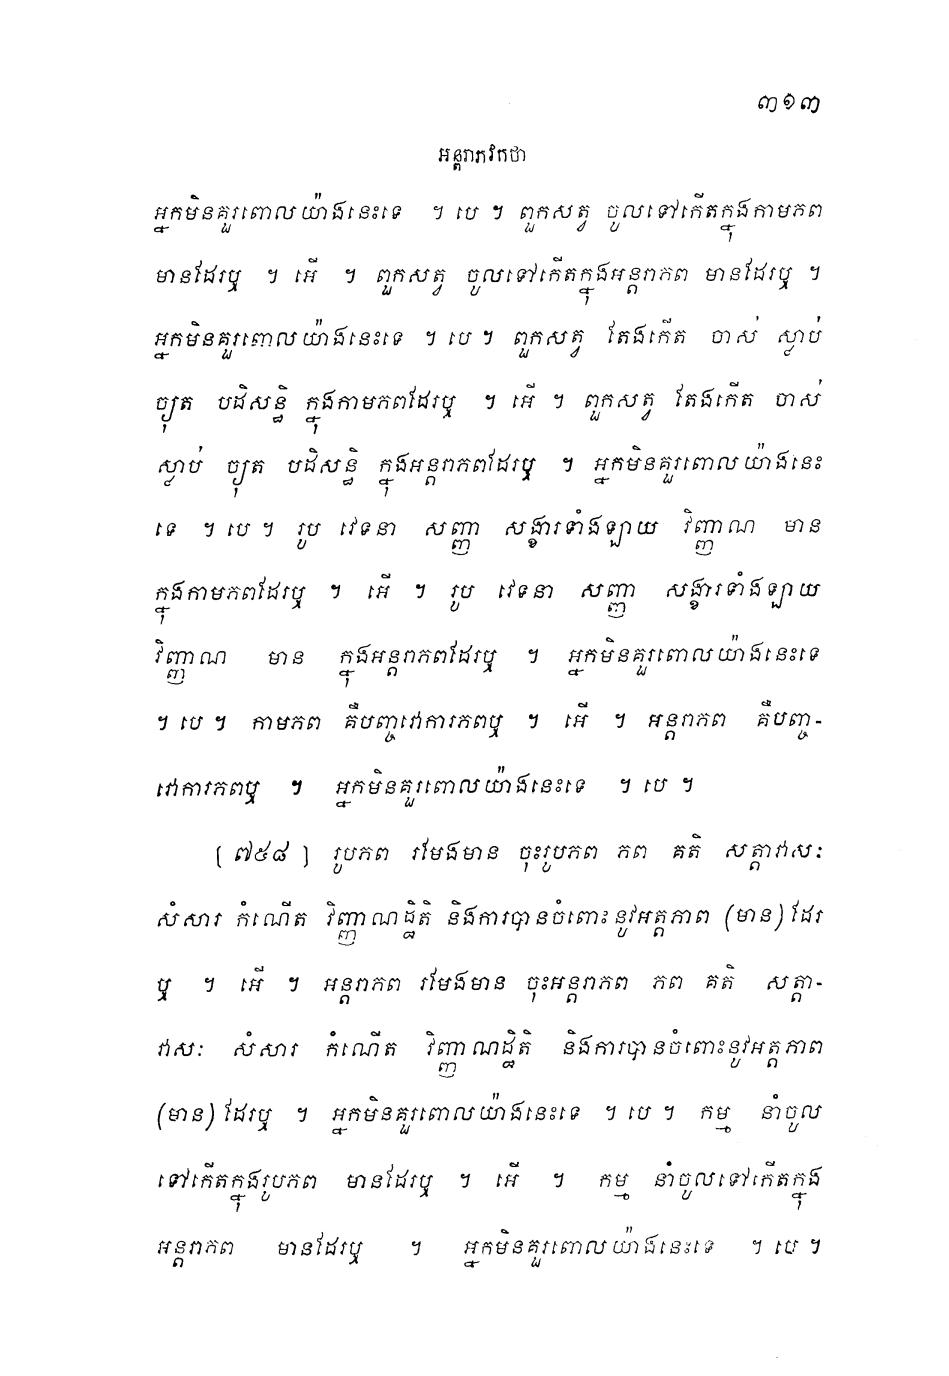 ៣១៣
អន្តរាភវកថា
អ្នកមិនគួរពោលយ៉ាងនេះទេ ។ បេ ។ ពួកសត្វ ចូលទៅកើតក្នុងកាមភព
មានដែរឬ ។ អើ ។ ពួកសត្វ ចូលទៅកើតក្នុងអន្តរាភព មានដែរឬ ។
អ្នកមិនគួរពោលយ៉ាងនេះទេ ។ បេ ។ ពួកសត្វ តែងកើត ចាស់ ស្លាប់
ច្យុត បដិសន្ធិ ក្នុងកាមភពដែរឬ ។ អើ ។ ពួកសត្វ តែងកើត ចាស់
ស្លាប់ ច្យុត បដិសន្ធិ ក្នុងអន្តរាភពដែរឬ ។ អ្នកមិនគួរពោលយ៉ាងនេះ
ទេ ។ បេ ។ រូប វេទនា សញ្ញា សង្ខារទាំងឡាយ វិញ្ញាណ មាន
ក្នុងកាមភពដែរឬ ។ អើ ។ រូប វេទនា សញ្ញា សង្ខារទាំងឡាយ
វិញ្ញាណ មាន ក្នុងអន្តរាភពដែរឬ ។ អ្នកមិនគួរពោលយ៉ាងនេះទេ
។ បេ ។ កាមភព គឺបញ្ចវោការភពឬ ។ អើ ។ អន្តរាភព គឺបញ្ច-
វោការភពឬ ។ អ្នកមិនគួរពោលយ៉ាងនេះទេ ។ បេ ។
[៧៥៨] រូបភព រមែងមាន ចុះរូបភព ភព គតិ សត្តាវាសៈ
សំសារ កំណើត វិញ្ញាណដ្ឋិតិ និងការបានចំពោះនូវអត្តភាព (មាន) ដែរ
ឬ ។ អើ ។ អន្តរាភព រមែងមាន ចុះអន្តរាភព ភព គតិ សត្តា-
វាសៈ សំសារ កំណើត វិញ្ញាណដ្ឋិតិ និងការបានចំពោះនូវអត្តភាព
(មាន) ដែរឬ ។ អ្នកមិនគួរពោលយ៉ាងនេះទេ ។ បេ ។ កម្ម នាំចូល
ទៅកើតក្នុងរូបភព មានដែរឬ ។ អើ ។ កម្ម នាំចូលទៅកើតក្នុង
អន្តរាភព មានដែរឬ ។ អ្នកមិនគួរពោលយ៉ាងនេះទេ ។ បេ ។